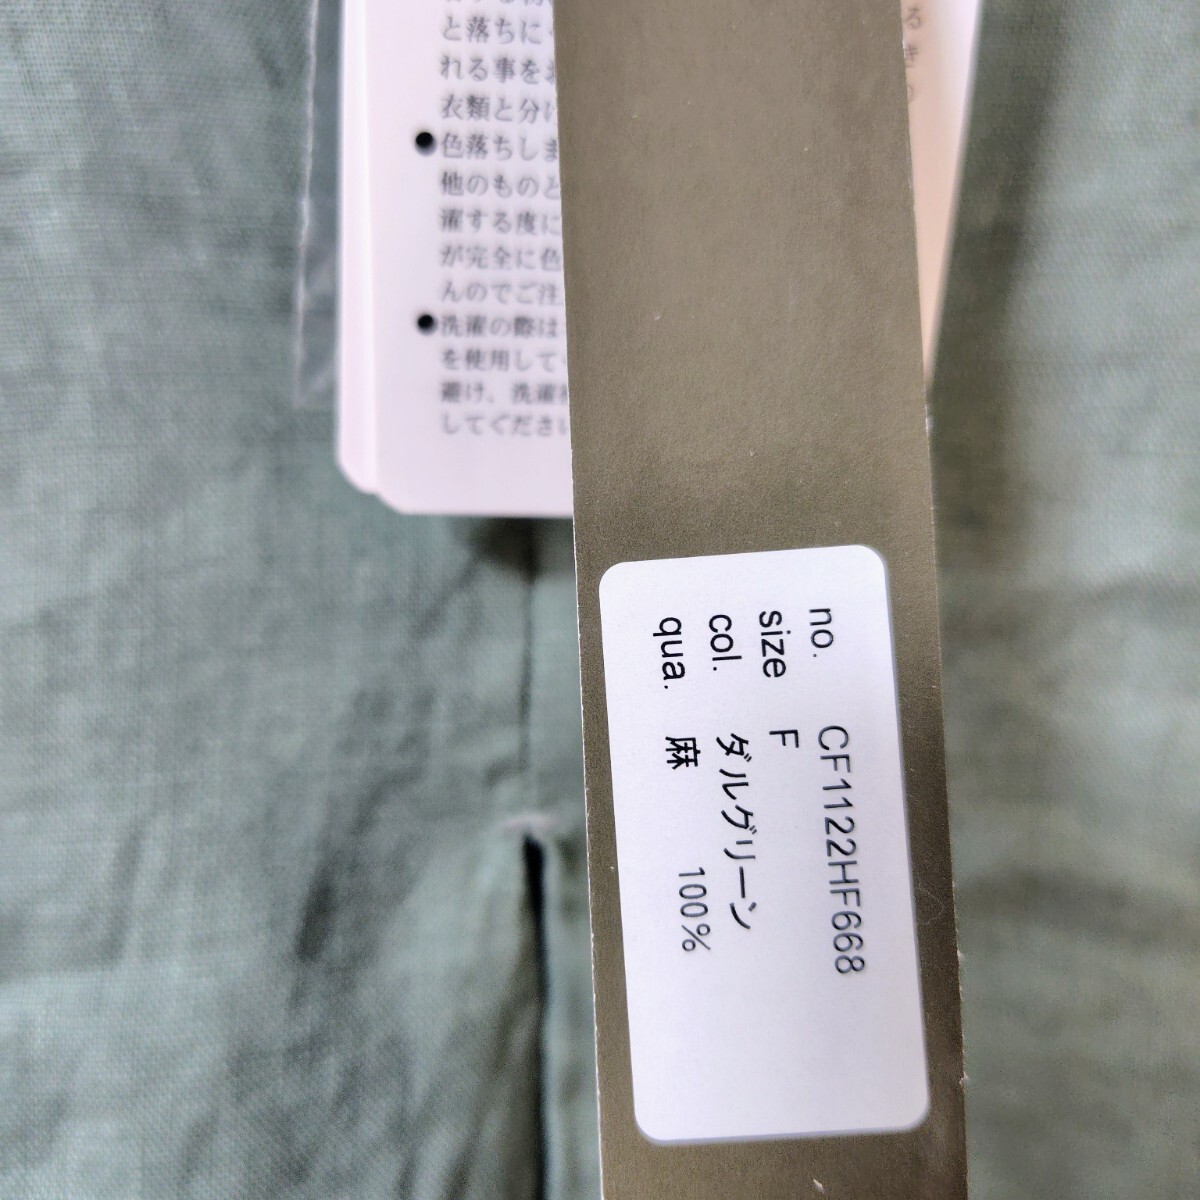 と落ちに
れる事を
衣類と分け
●色落ちしま
他のものと
濯する度に
が完全に色
んのでご注
●洗濯の際は
を使用して
避け、洗濯
してください
る
き
no. CF1122HF668
size F
col. ダルグリーン
qua. 麻 100%